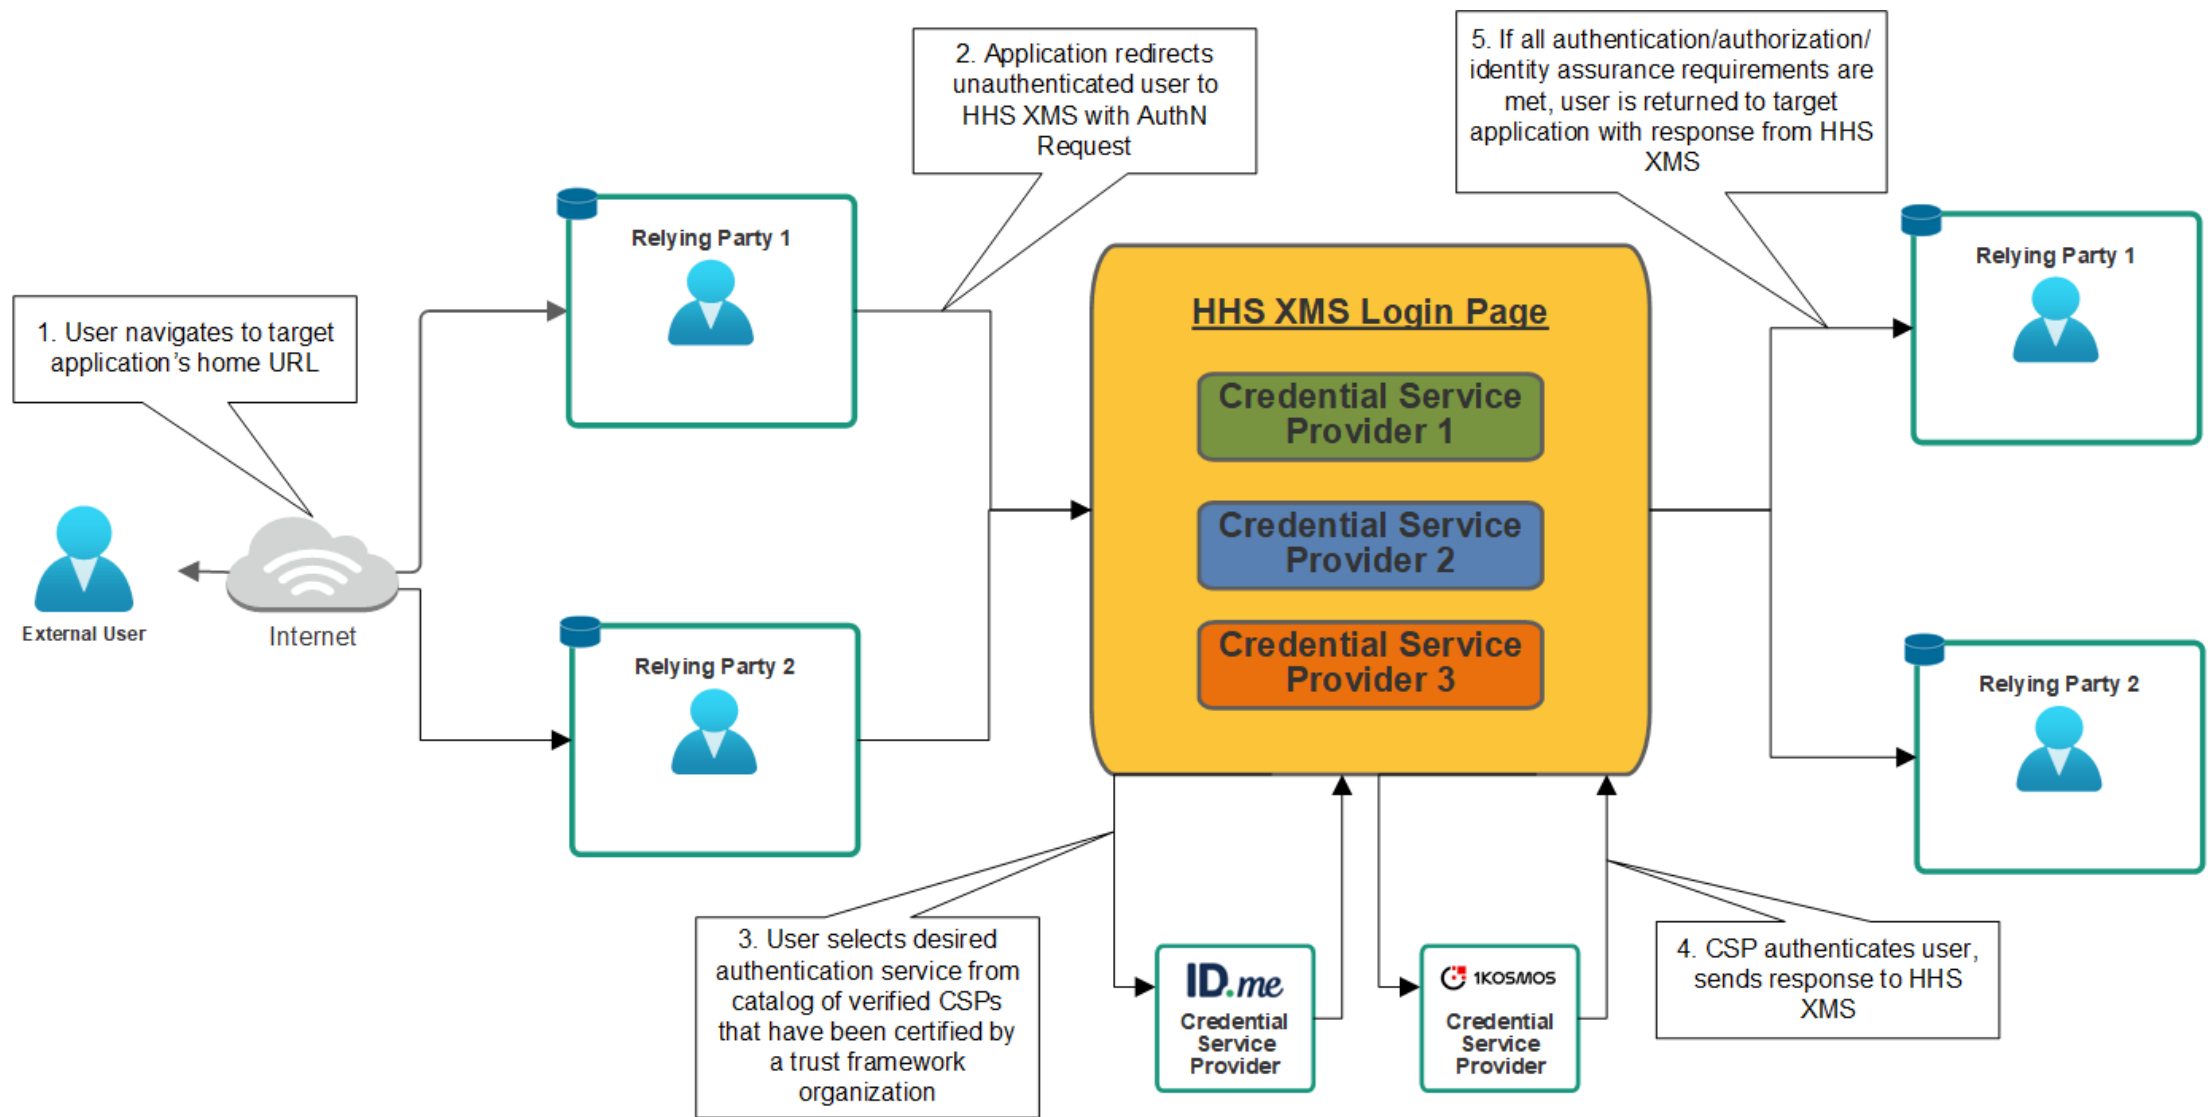 1. User navigates to target
application’s home URL
External User
Internet
Relying Party 1
Relying Party 2
2. Application redirects
unauthenticated user to
HHS XMS with AuthN
Request
HHS XMS Login Page
Credential Service
Provider 1
Credential Service
Provider 2
Credential Service
Provider 3
3. User selects desired
authentication service from
catalog of verified CSPs
that have been certified by
a trust framework
organization
ID.me
Credential
Service
Provider
1KOSMOS
Credential
Service
Provider
4. CSP authenticates user,
sends response to HHS
XMS
5. If all authentication/authorization/
identity assurance requirements are
met, user is returned to target
application with response from HHS
XMS
Relying Party 1
Relying Party 2